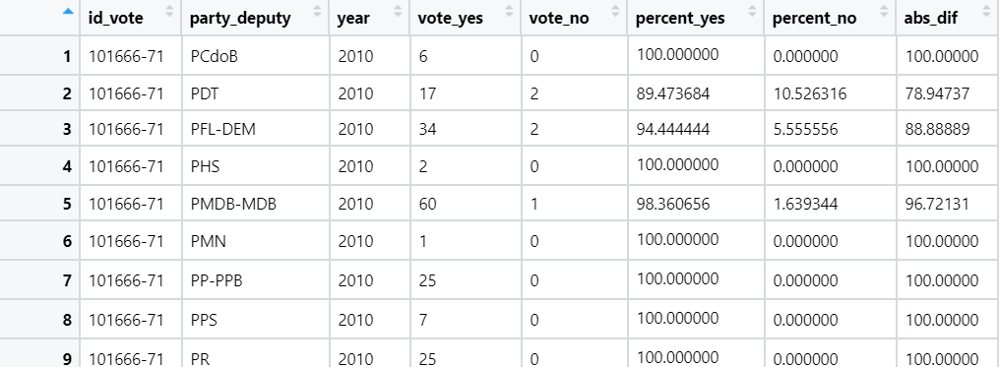 id_vote party_deputy year vote_yes vote_no percent_yes percent_no abs_dif
1 101666-71 PCdoB 2010 6 0 100.000000 0.000000 100.00000
2 101666-71 PDT 2010 17 2 89.473684 10.526316 78.94737
3 101666-71 PFL-DEM 2010 34 2 94.444444 5.555556 88.88889
4 101666-71 PHS 2010 2 0 100.000000 0.000000 100.00000
5 101666-71 PMDB-MDB 2010 60 1 98.360656 1.639344 96.72131
6 101666-71 PMN 2010 1 0 100.000000 0.000000 100.00000
7 101666-71 PP-PPB 2010 25 0 100.000000 0.000000 100.00000
8 101666-71 PPS 2010 7 0 100.000000 0.000000 100.00000
9 101666-71 PR 2010 25 0 100.000000 0.000000 100.00000